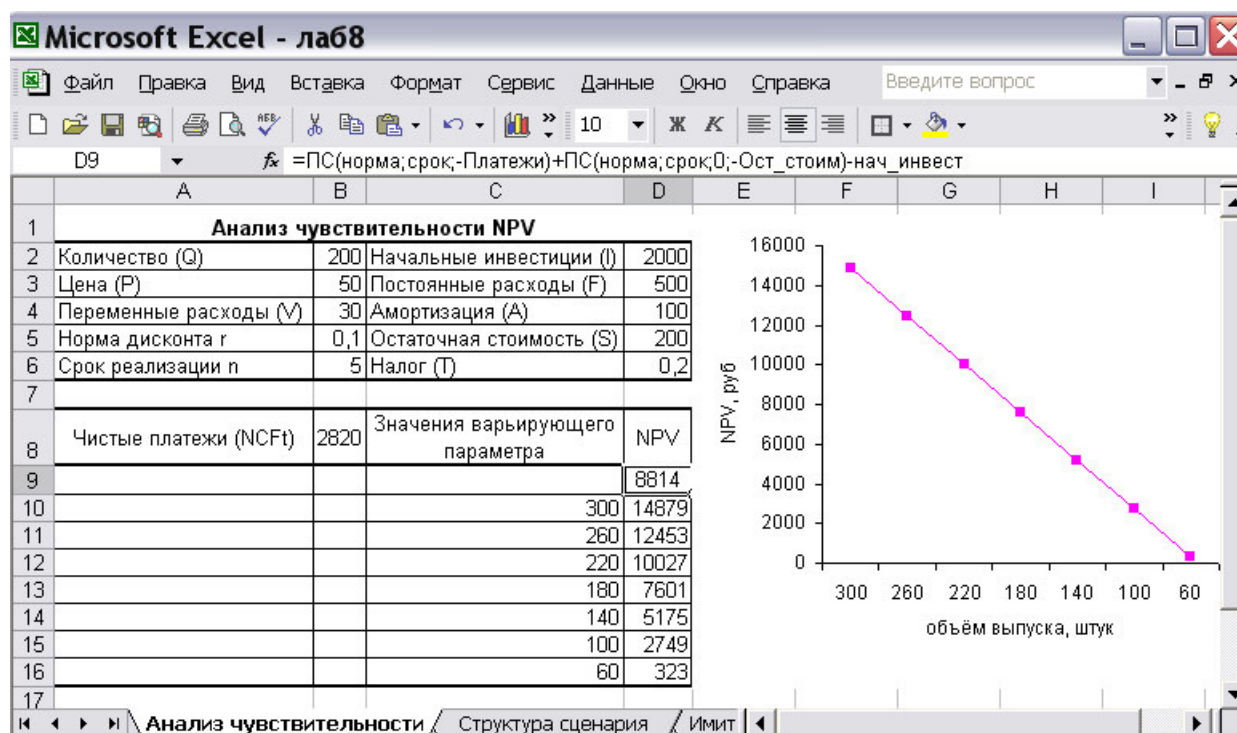 Microsoft Excel - лаб8
Файл Правка Вид Вставка Формат Сервис Данные Окно Справка Введите вопрос
10 Ж К
D9 fx =ПС(норма;срок;-Платежи)+ПС(норма;срок;0;-Ост_стоим)-нач_инвест
A B C D E F G H I
1 Анализ чувствительности NPV
2 Количество (Q) 200 Начальные инвестиции (I) 2000
3 Цена (P) 50 Постоянные расходы (F) 500
4 Переменные расходы (V) 30 Амортизация (A) 100
5 Норма дисконта r 0,1 Остаточная стоимость (S) 200
6 Срок реализации n 5 Налог (T) 0,2
7
8 Чистые платежи (NCFt) 2820 Значения варьирующего параметра NPV
9 8814
10 300 14879
11 260 12453
12 220 10027
13 180 7601
14 140 5175
15 100 2749
16 60 323
17
16000
14000
12000
10000
8000
6000
4000
2000
0
NPV, руб
300 260 220 180 140 100 60
объём выпуска, штук
Анализ чувствительности Структура сценария Имит